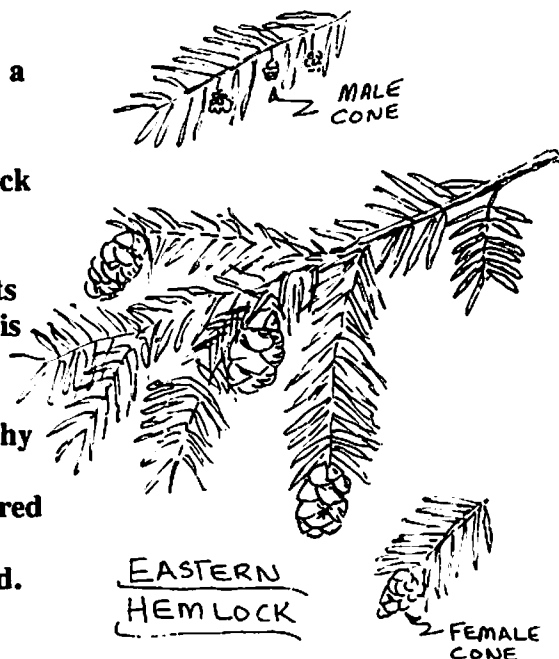 a
MALE
CONE
ck
ts
is
hy
red
d.
EASTERN
HEMLOCK
FEMALE
CONE